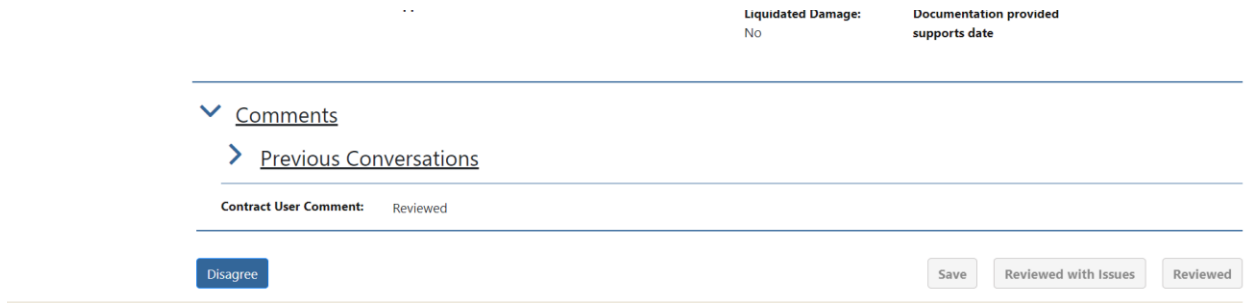 Liquidated Damage: Documentation provided
No supports date
Comments
Previous Conversations
Contract User Comment: Reviewed
Disagree Save Reviewed with Issues Reviewed